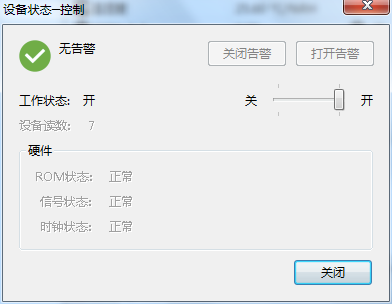 设备状态--控制
无告警
关闭告警
打开告警
工作状态: 开
关
开
设备读数: 7
硬件
ROM状态: 正常
信号状态: 正常
时钟状态: 正常
关闭